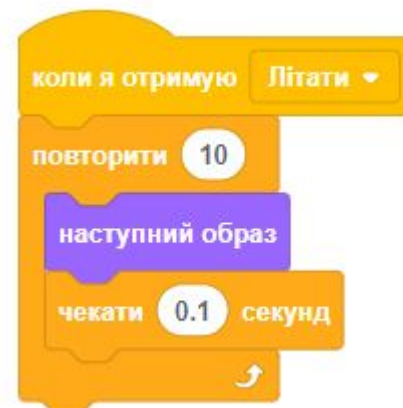 коли я отримую Літати
повторити 10
наступний образ
чекати 0.1 секунд